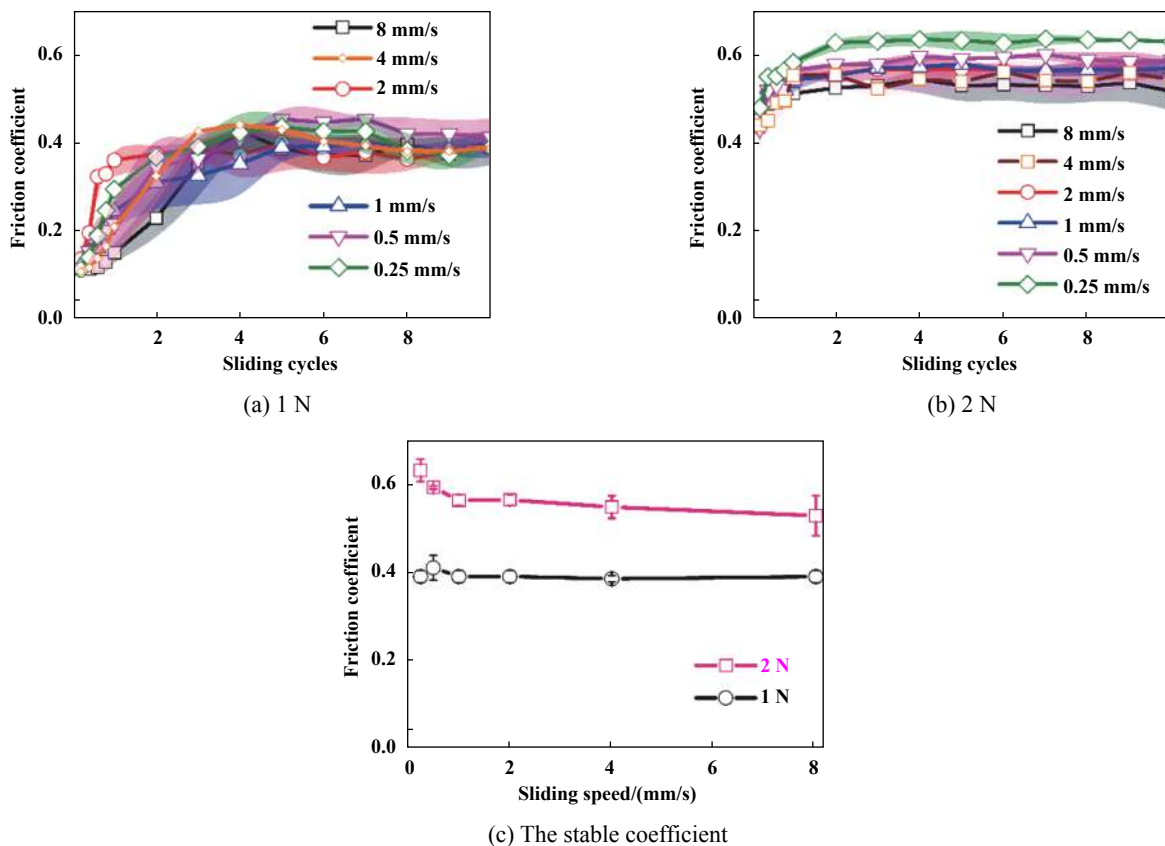 8 mm/s
4 mm/s
2 mm/s
1 mm/s
0.5 mm/s
0.25 mm/s
0.6
0.4
0.2
0.0
Friction coefficient
2 4 6 8
Sliding cycles
(a) 1 N
8 mm/s
4 mm/s
2 mm/s
1 mm/s
0.5 mm/s
0.25 mm/s
0.6
0.4
0.2
0.0
Friction coefficient
2 4 6 8
Sliding cycles
(b) 2 N
0.6
0.4
0.2
0.0
Friction coefficient
2 N
1 N
0 2 4 6 8
Sliding speed/(mm/s)
(c) The stable coefficient